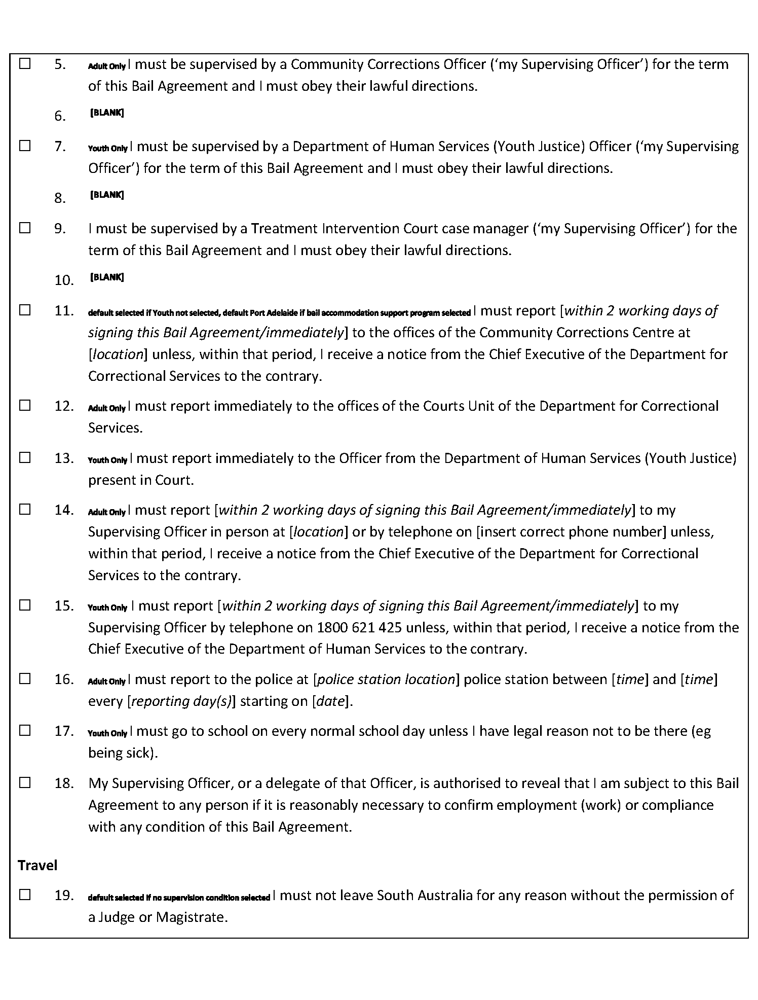 ☐ 5. Adult Only I must be supervised by a Community Corrections Officer (‘my Supervising Officer’) for the term
of this Bail Agreement and I must obey their lawful directions.
6. [BLANK]
☐ 7. Youth Only I must be supervised by a Department of Human Services (Youth Justice) Officer (‘my Supervising
Officer’) for the term of this Bail Agreement and I must obey their lawful directions.
8. [BLANK]
☐ 9. I must be supervised by a Treatment Intervention Court case manager (‘my Supervising Officer’) for the
term of this Bail Agreement and I must obey their lawful directions.
10. [BLANK]
☐ 11. default selected if Youth not selected, default Port Adelaide if bail accommodation support program selected I must report [within 2 working days of
signing this Bail Agreement/immediately] to the offices of the Community Corrections Centre at
[location] unless, within that period, I receive a notice from the Chief Executive of the Department for
Correctional Services to the contrary.
☐ 12. Adult Only I must report immediately to the offices of the Courts Unit of the Department for Correctional
Services.
☐ 13. Youth Only I must report immediately to the Officer from the Department of Human Services (Youth Justice)
present in Court.
☐ 14. Adult Only I must report [within 2 working days of signing this Bail Agreement/immediately] to my
Supervising Officer in person at [location] or by telephone on [insert correct phone number] unless,
within that period, I receive a notice from the Chief Executive of the Department for Correctional
Services to the contrary.
☐ 15. Youth Only I must report [within 2 working days of signing this Bail Agreement/immediately] to my
Supervising Officer by telephone on 1800 621 425 unless, within that period, I receive a notice from the
Chief Executive of the Department of Human Services to the contrary.
☐ 16. Adult Only I must report to the police at [police station location] police station between [time] and [time]
every [reporting day(s)] starting on [date].
☐ 17. Youth Only I must go to school on every normal school day unless I have legal reason not to be there (eg
being sick).
☐ 18. My Supervising Officer, or a delegate of that Officer, is authorised to reveal that I am subject to this Bail
Agreement to any person if it is reasonably necessary to confirm employment (work) or compliance
with any condition of this Bail Agreement.
Travel
☐ 19. default selected if no supervision condition selected I must not leave South Australia for any reason without the permission of
a Judge or Magistrate.